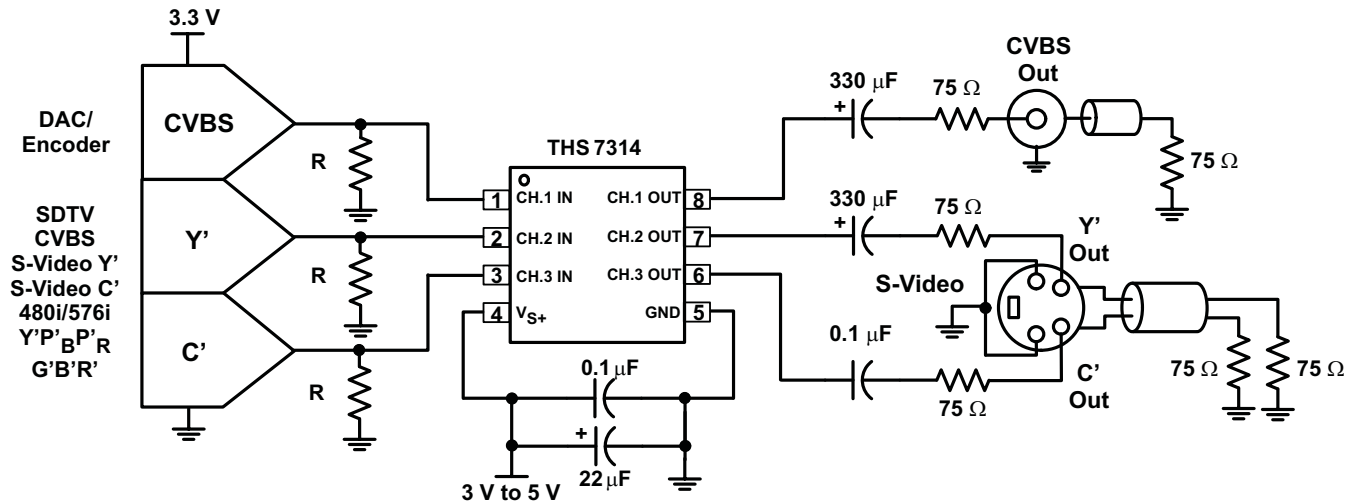 3.3 V
DAC/
Encoder
SDTV
CVBS
S-Video Y'
S-Video C'
480i/576i
Y'P'BP'R
G'B'R'
CVBS
Y'
C'
R
R
R
THS 7314
1
CH.1 IN
2
CH.2 IN
3
CH.3 IN
4
VS+
CH.1 OUT
8
CH.2 OUT
7
CH.3 OUT
6
GND
5
0.1 μF
+
22 μF
3 V to 5 V
330 μF
+
75 Ω
CVBS
Out
75 Ω
330 μF
+
75 Ω
Y'
Out
S-Video
0.1 μF
75 Ω
C'
Out
75 Ω
75 Ω